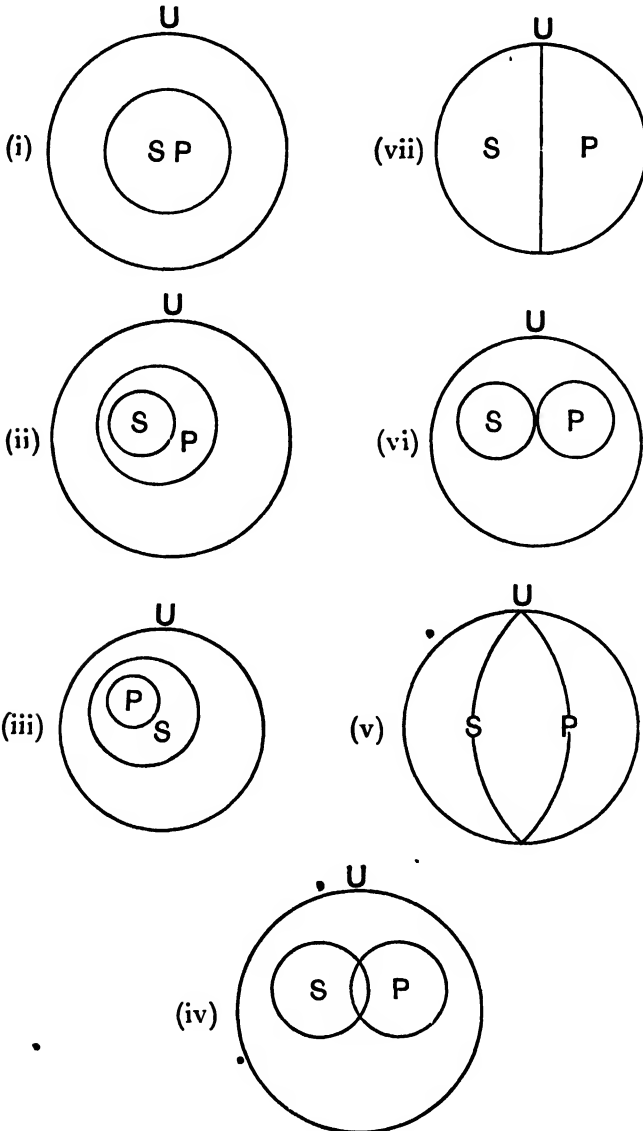 U
(i) S P
U
(vii) S P
U
(ii) S P
U
(vi) S P
U
(iii) P S
U
(v) S P
U
(iv) S P